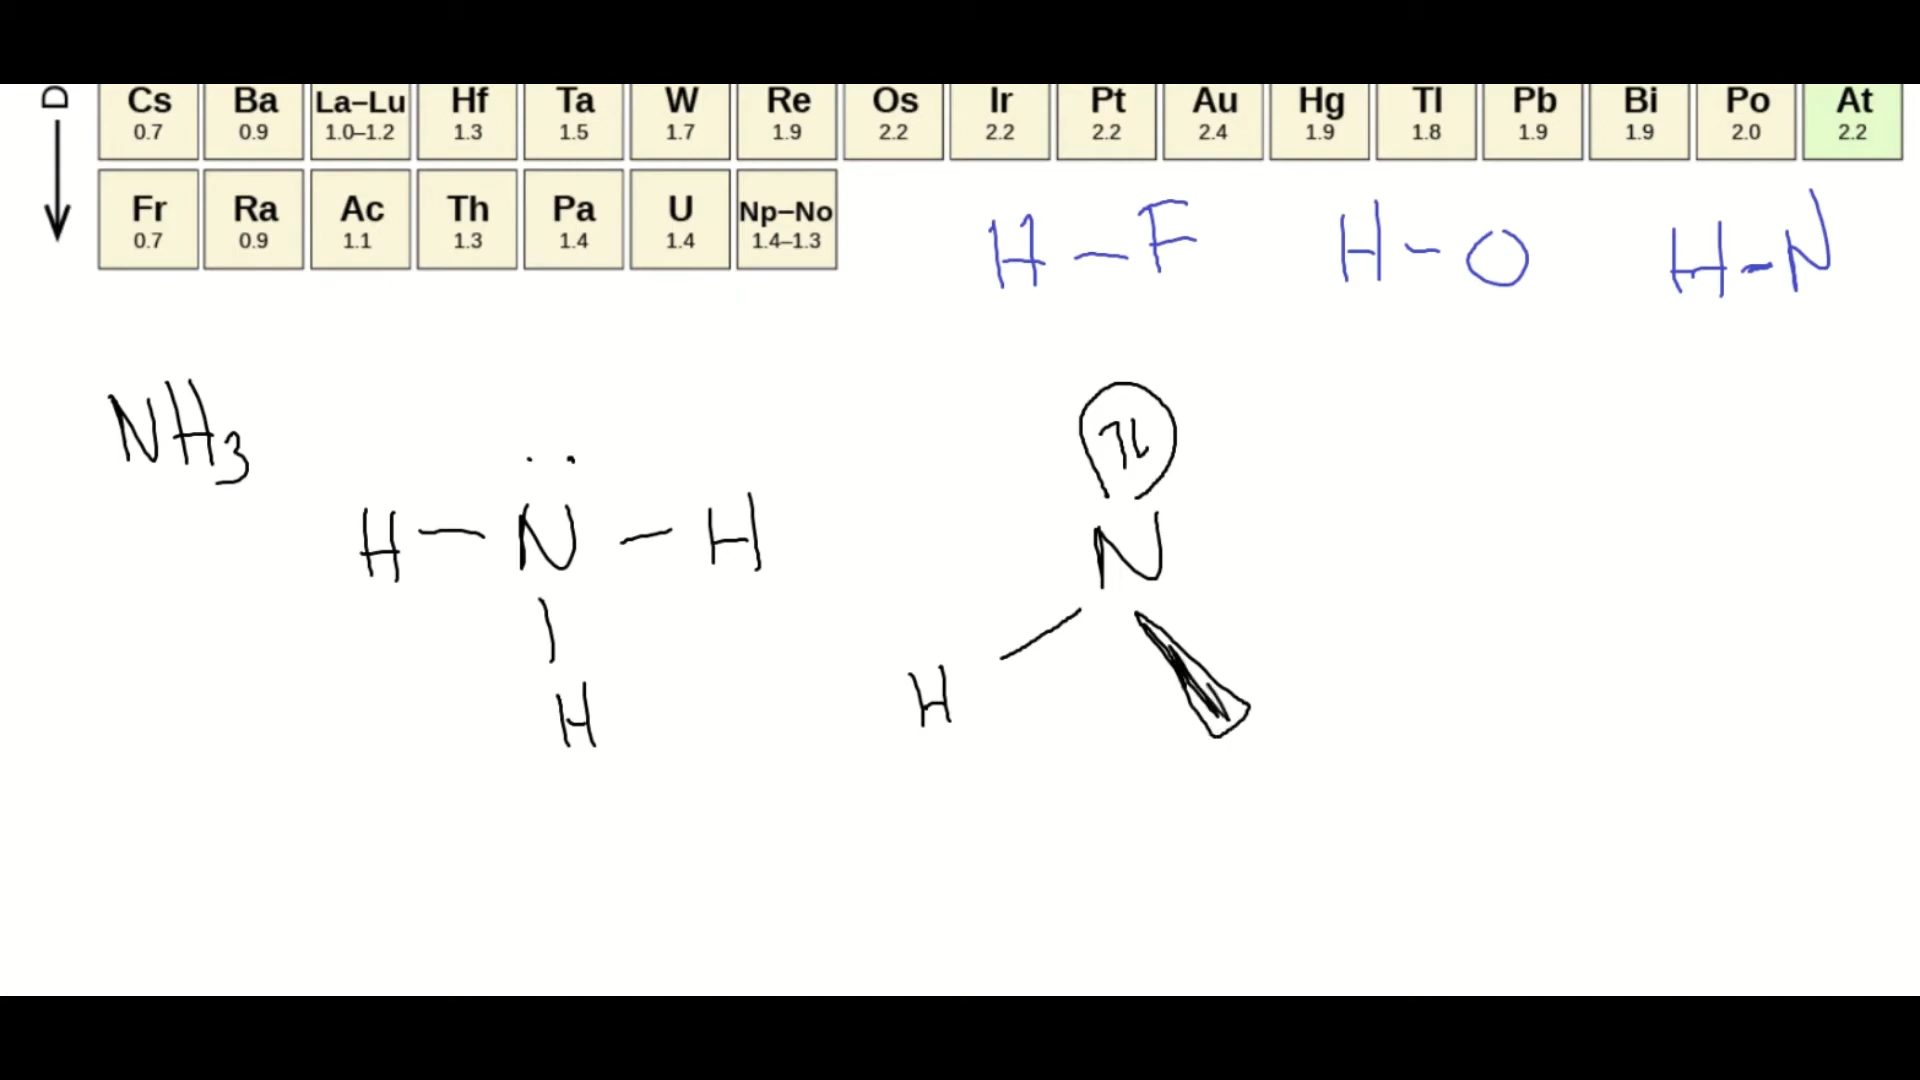 D
Cs Ba La–Lu Hf Ta W Re Os Ir Pt Au Hg Tl Pb Bi Po At
0.7 0.9 1.0–1.2 1.3 1.5 1.7 1.9 2.2 2.2 2.2 2.4 1.9 1.8 1.9 1.9 2.0 2.2
Fr Ra Ac Th Pa U Np–No
0.7 0.9 1.1 1.3 1.4 1.4 1.4–1.3
H – F H – O H – N
NH3
H – N – H
H
N
H